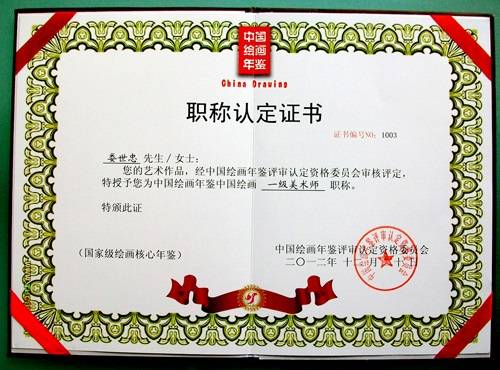 中国
绘画
年鉴
China Drawing
职称认定证书
证书编号NO: 1003
娄世忠 先生/女士:
您的艺术作品，经中国绘画年鉴评审认定资格委员会审核评定，
特授予您为中国绘画年鉴中国绘画 一级美术师 职称。
特颁此证
(国家级绘画核心年鉴)
中国绘画年鉴评审认定资格委员会
二〇一二年十 月 十 日